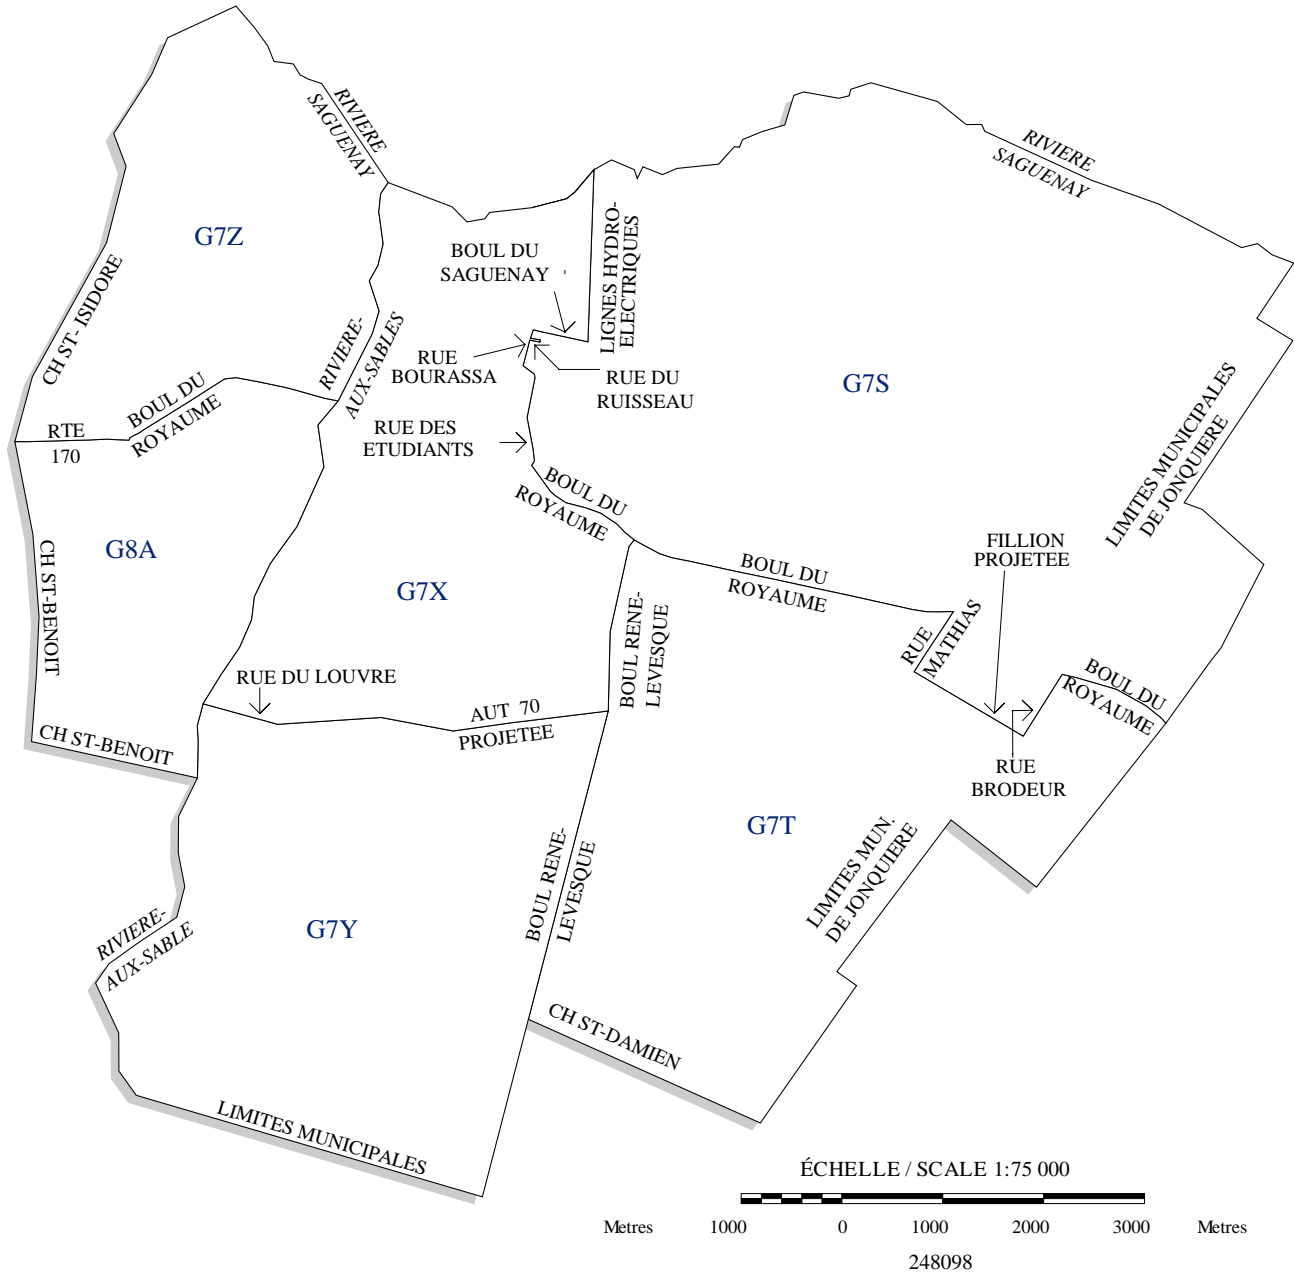 RIVIERE
SAGUENAY
RIVIERE
SAGUENAY
G7Z
BOUL DU
SAGUENAY
LIGNES HYDRO-
ELECTRIQUES
CH ST- ISIDORE
RIVIERE-
AUX-SABLES
RUE
BOURASSA
RUE DU
RUISSEAU
G7S
BOUL DU
ROYAUME
RTE
170
RUE DES
ETUDIANTS
LIMITES MUNICIPALES
DE JONQUIERE
BOUL DU
ROYAUME
G8A
CH ST-BENOIT
G7X
FILLION
PROJETEE
BOUL DU
ROYAUME
BOUL RENE-
LEVESQUE
RUE
MATHIAS
RUE DU LOUVRE
BOUL DU
ROYAUME
AUT 70
PROJETEE
CH ST-BENOIT
RUE
BRODEUR
G7T
BOUL RENE-
LEVESQUE
LIMITES MUN.
DE JONQUIERE
G7Y
RIVIERE-
AUX-SABLE
CH ST-DAMIEN
LIMITES MUNICIPALES
ÉCHELLE / SCALE 1:75 000
Metres 1000 0 1000 2000 3000 Metres
248098